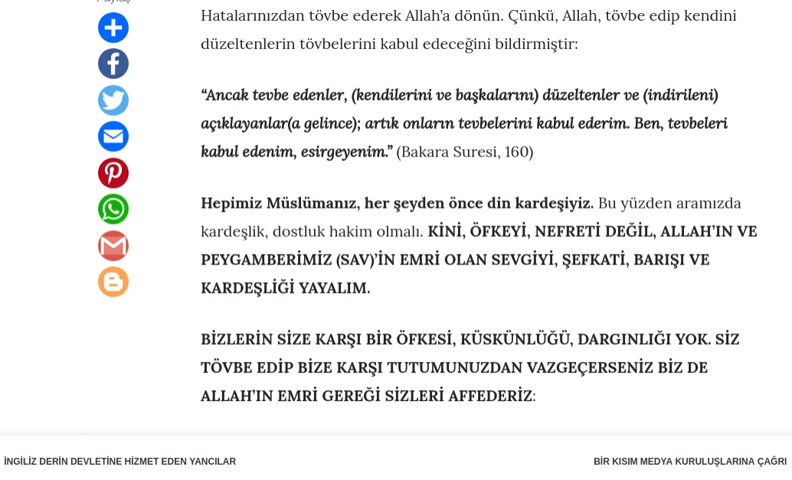 Hatalarınızdan tövbe ederek Allah’a dönün. Çünkü, Allah, tövbe edip kendini
düzeltenlerin tövbelerini kabul edeceğini bildirmiştir:
“Ancak tevbe edenler, (kendilerini ve başkalarını) düzeltenler ve (indirileni)
açıklayanlar(a gelince); artık onların tevbelerini kabul ederim. Ben, tevbeleri
kabul edenim, esirgeyenim.” (Bakara Suresi, 160)
Hepimiz Müslümanız, her şeyden önce din kardeşiyiz. Bu yüzden aramızda
kardeşlik, dostluk hakim olmalı. KİNİ, ÖFKEYİ, NEFRETİ DEĞİL, ALLAH’IN VE
PEYGAMBERİMİZ (SAV)’İN EMRİ OLAN SEVGİYİ, ŞEFKATİ, BARIŞI VE
KARDEŞLİĞİ YAYALIM.
BİZLERİN SİZE KARŞI BİR ÖFKESİ, KÜSKÜNLÜĞÜ, DARGINLIĞI YOK. SİZ
TÖVBE EDİP BİZE KARŞI TUTUMUNUZDAN VAZGEÇERSENİZ BİZ DE
ALLAH’IN EMRİ GEREĞİ SİZLERİ AFFEDERİZ:
İNGİLİZ DERİN DEVLETİNE HİZMET EDEN YANCILAR
BİR KISIM MEDYA KURULUŞLARINA ÇAĞRI